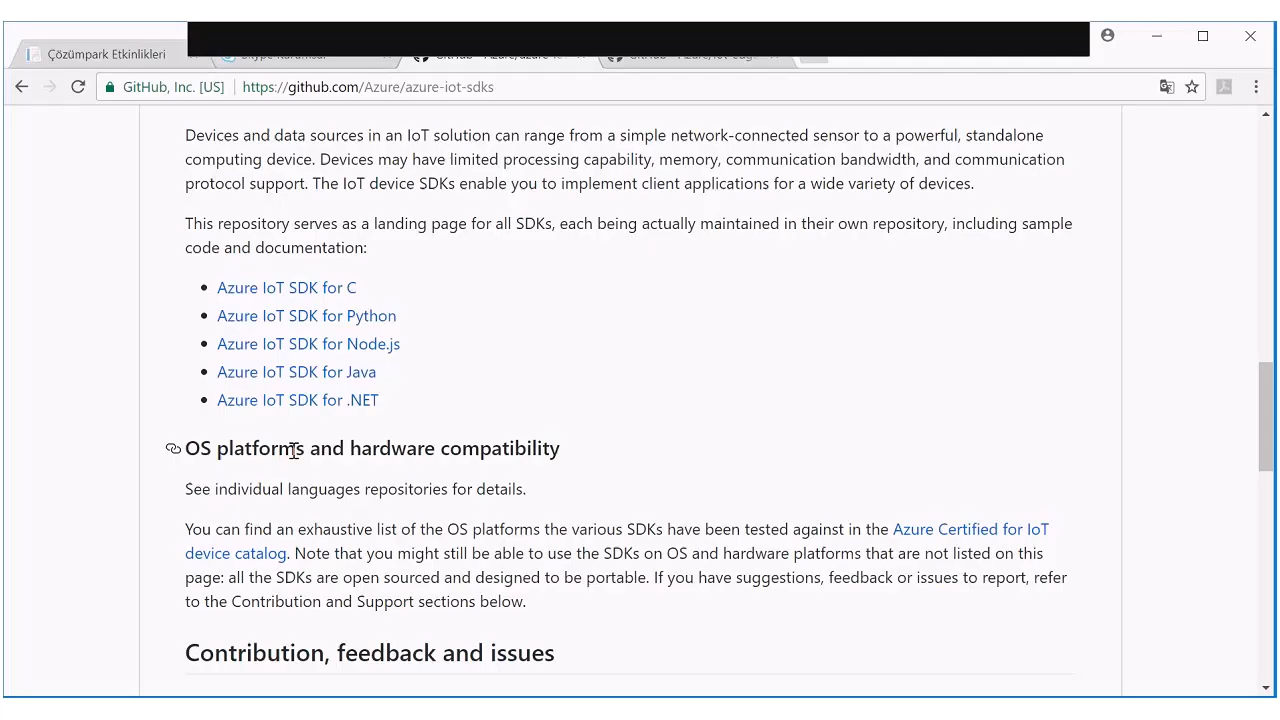 Çözümpark Etkinlikleri
GitHub, Inc. [US] https://github.com/Azure/azure-iot-sdks
Devices and data sources in an IoT solution can range from a simple network-connected sensor to a powerful, standalone
computing device. Devices may have limited processing capability, memory, communication bandwidth, and communication
protocol support. The IoT device SDKs enable you to implement client applications for a wide variety of devices.
This repository serves as a landing page for all SDKs, each being actually maintained in their own repository, including sample
code and documentation:
Azure IoT SDK for C
Azure IoT SDK for Python
Azure IoT SDK for Node.js
Azure IoT SDK for Java
Azure IoT SDK for .NET
OS platforms and hardware compatibility
See individual languages repositories for details.
You can find an exhaustive list of the OS platforms the various SDKs have been tested against in the Azure Certified for IoT
device catalog. Note that you might still be able to use the SDKs on OS and hardware platforms that are not listed on this
page: all the SDKs are open sourced and designed to be portable. If you have suggestions, feedback or issues to report, refer
to the Contribution and Support sections below.
Contribution, feedback and issues